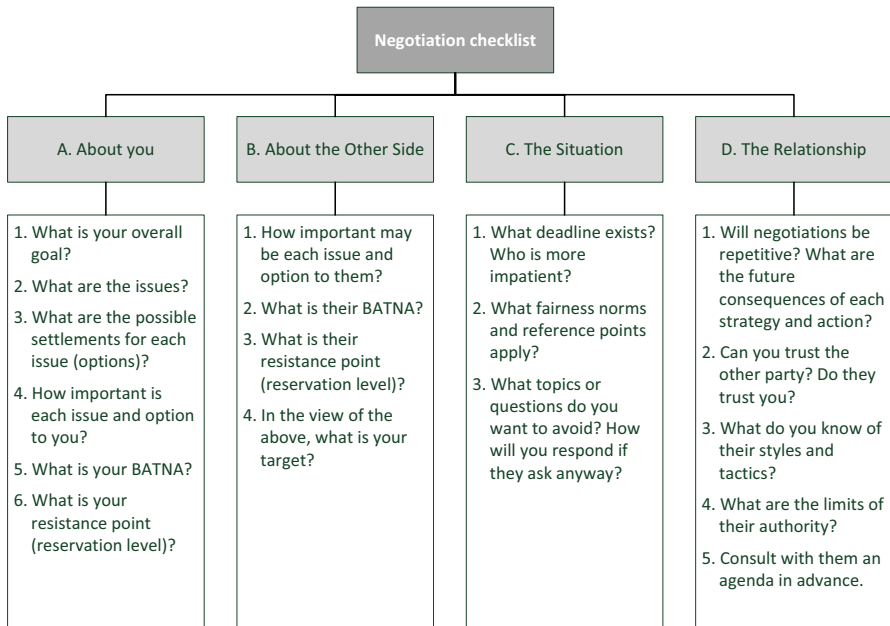 Negotiation checklist
A. About you
B. About the Other Side
C. The Situation
D. The Relationship
1. What is your overall
goal?
2. What are the issues?
3. What are the possible
settlements for each
issue (options)?
4. How important is
each issue and option
to you?
5. What is your BATNA?
6. What is your
resistance point
(reservation level)?
1. How important may
be each issue and
option to them?
2. What is their BATNA?
3. What is their
resistance point
(reservation level)?
4. In the view of the
above, what is your
target?
1. What deadline exists?
Who is more
impatient?
2. What fairness norms
and reference points
apply?
3. What topics or
questions do you
want to avoid? How
will you respond if
they ask anyway?
1. Will negotiations be
repetitive? What are
the future
consequences of each
strategy and action?
2. Can you trust the
other party? Do they
trust you?
3. What do you know of
their styles and
tactics?
4. What are the limits of
their authority?
5. Consult with them an
agenda in advance.